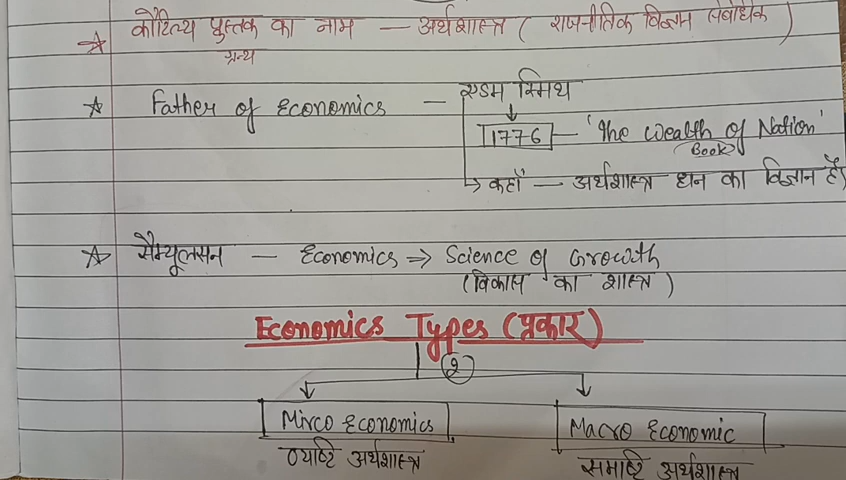 ☆ कौटिल्य पुस्तक का नाम — अर्थशास्त्र ( राजनीतिक विज्ञान संबंधित )
ग्रन्थ
☆ Father of Economics — एडम स्मिथ
1776 — 'The Wealth of Nation'
Book
→ कहाँ — अर्थशास्त्र धन का विज्ञान है
☆ सैम्यूलसन — Economics ⇒ Science of Growth
(विकास का शास्त्र)
Economics Types (प्रकार)
2
Mirco Economics Macro Economic
व्यष्टि अर्थशास्त्र समष्टि अर्थशास्त्र